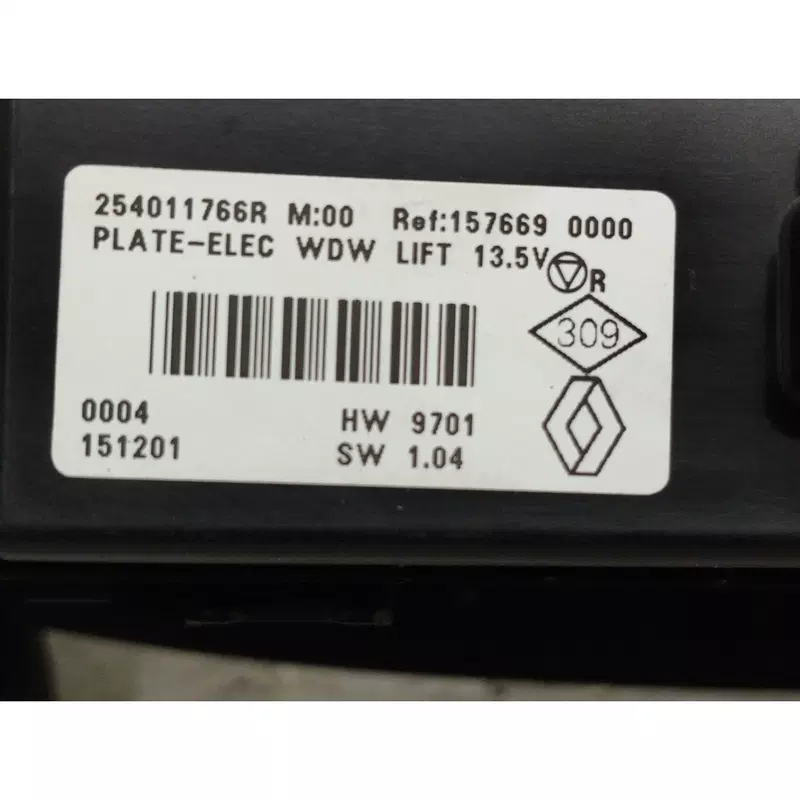 254011766R M:00 Ref:157669 0000
PLATE-ELEC WDW LIFT 13.5V
R
309
0004 HW 9701
151201 SW 1.04